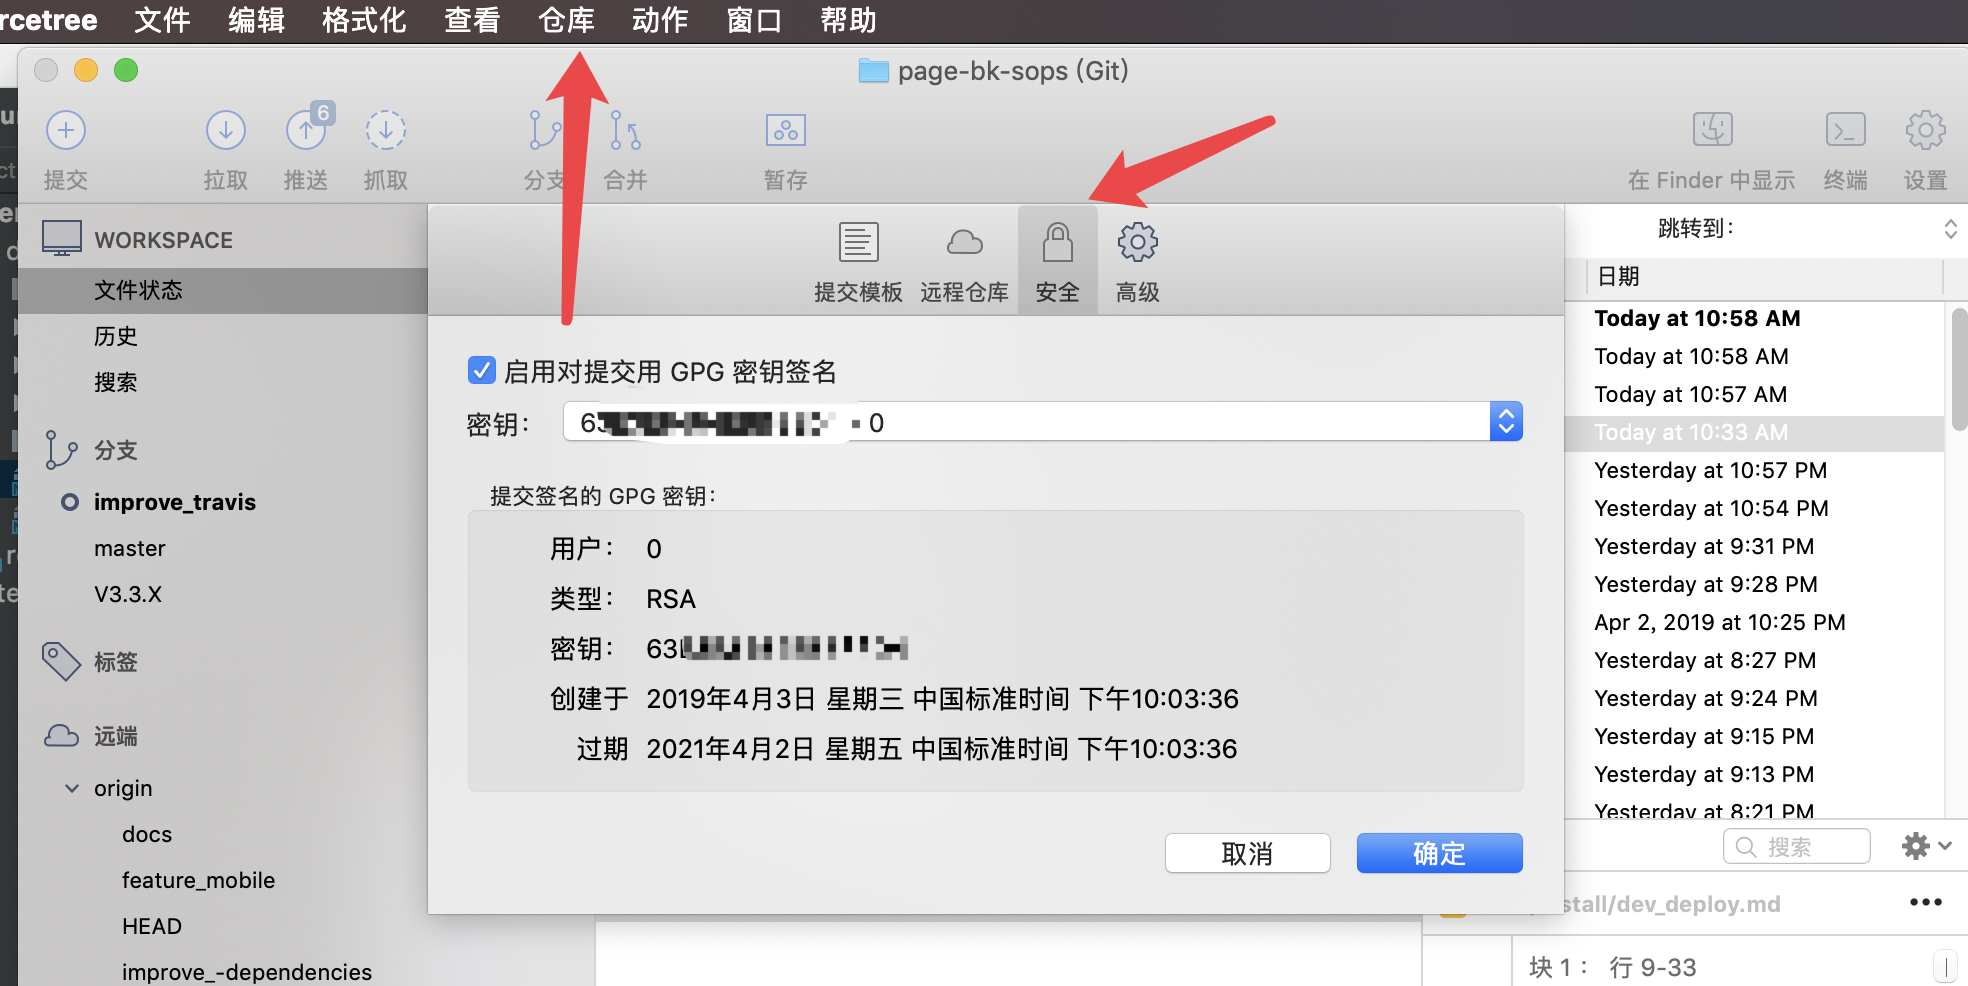 rcetree 文件 编辑 格式化 查看 仓库 动作 窗口 帮助
page-bk-sops (Git)
6
提交 拉取 推送 抓取 分支 合并 暂存 在 Finder 中显示 终端 设置
WORKSPACE
文件状态
历史
搜索
分支
improve_travis
master
V3.3.X
标签
远端
origin
docs
feature_mobile
HEAD
improve_-dependencies
提交模板 远程仓库 安全 高级
启用对提交用 GPG 密钥签名
密钥： 63 0
提交签名的 GPG 密钥：
用户： 0
类型： RSA
密钥： 63
创建于 2019年4月3日 星期三 中国标准时间 下午10:03:36
过期 2021年4月2日 星期五 中国标准时间 下午10:03:36
取消 确定
跳转到：
日期
Today at 10:58 AM
Today at 10:58 AM
Today at 10:57 AM
Today at 10:33 AM
Yesterday at 10:57 PM
Yesterday at 10:54 PM
Yesterday at 9:31 PM
Yesterday at 9:28 PM
Apr 2, 2019 at 10:25 PM
Yesterday at 8:27 PM
Yesterday at 9:24 PM
Yesterday at 9:15 PM
Yesterday at 9:13 PM
Yesterday at 8:21 PM
搜索
stall/dev_deploy.md
块 1： 行 9-33